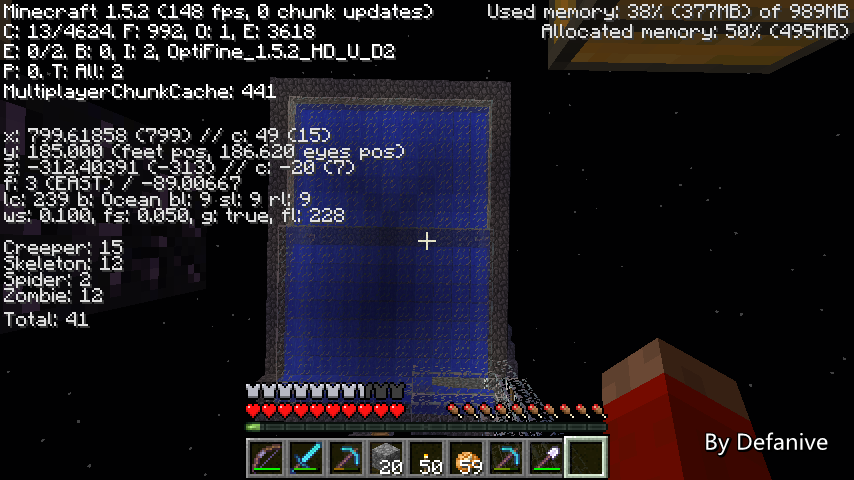 Minecraft 1.5.2 (148 fps, 0 chunk updates)
C: 13/4624, F: 992, O: 1, E: 3618
E: 0/2, B: 0, I: 2, OptiFine_1.5.2_HD_U_D2
P: 0, T: All: 2
MultiplayerChunkCache: 441
Used memory: 38% (377MB) of 989MB
Allocated memory: 50% (495MB)
x: 799.61858 (799) // c: 49 (15)
y: 185.000 (feet pos, 186.620 eyes pos)
z: -312.40391 (-313) // c: -20 (7)
f: 3 (EAST) / -89.00667
lc: 239 b: Ocean bl: 9 sl: 9 rl: 9
ws: 0.100, fs: 0.050, g: true, fl: 228
Creeper: 15
Skeleton: 12
Spider: 2
Zombie: 12
Total: 41
20 50 59
By Defanive